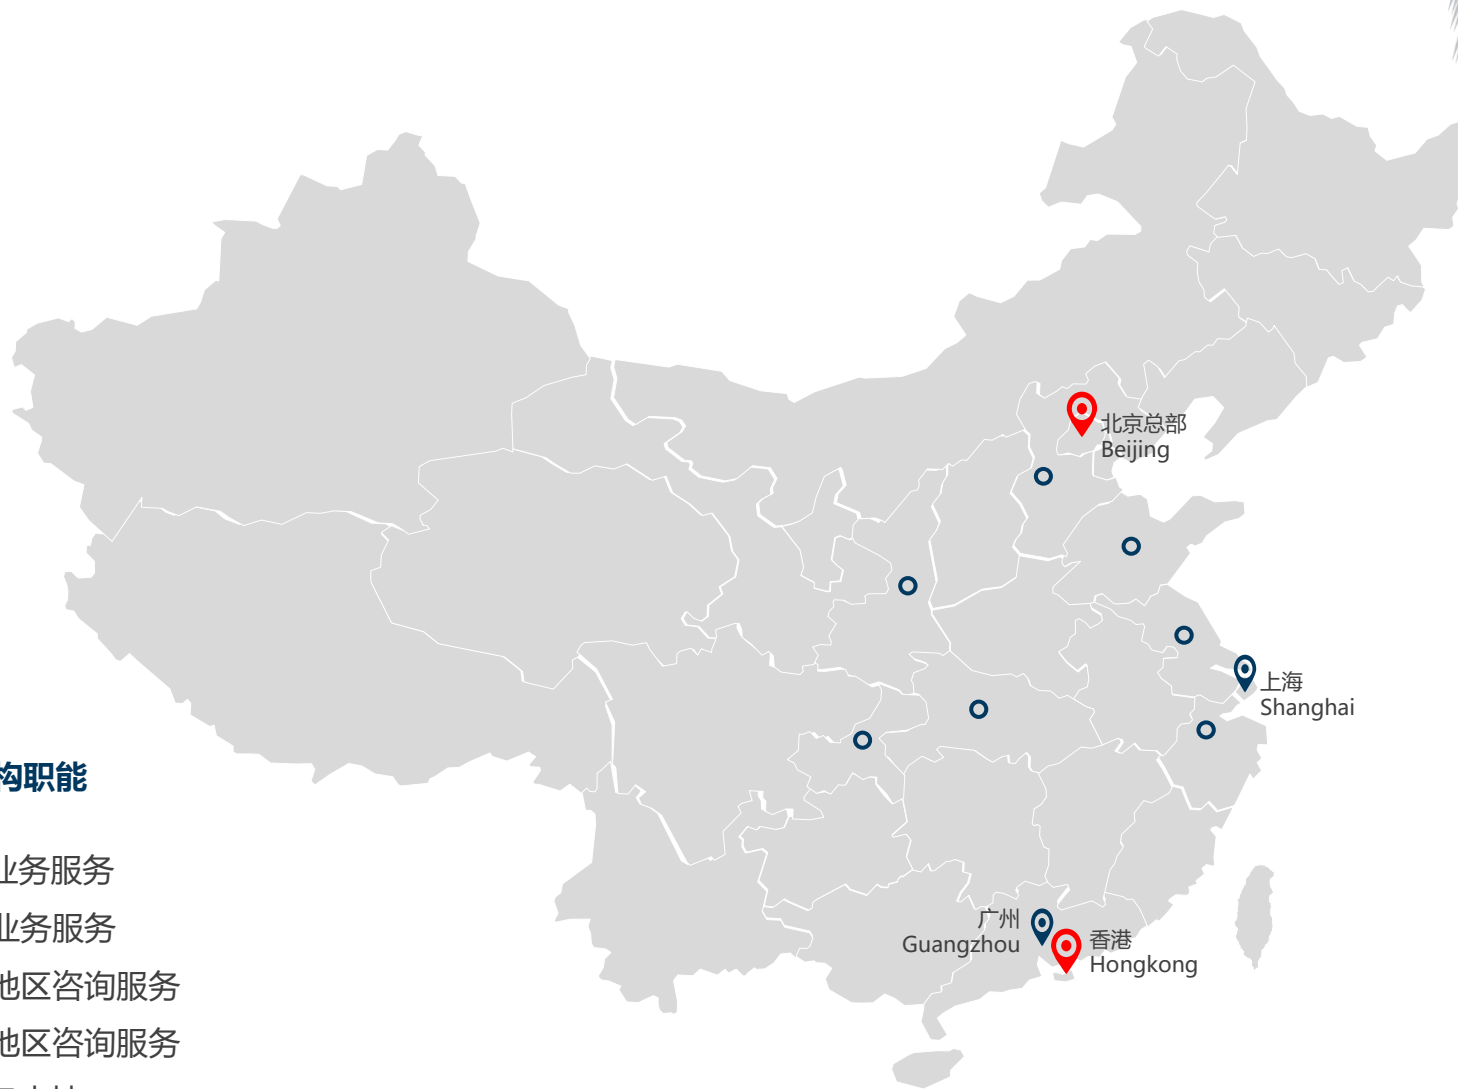 北京总部
Beijing
上海
Shanghai
构职能
业务服务
业务服务
地区咨询服务
广州
Guangzhou
香港
Hongkong
地区咨询服务